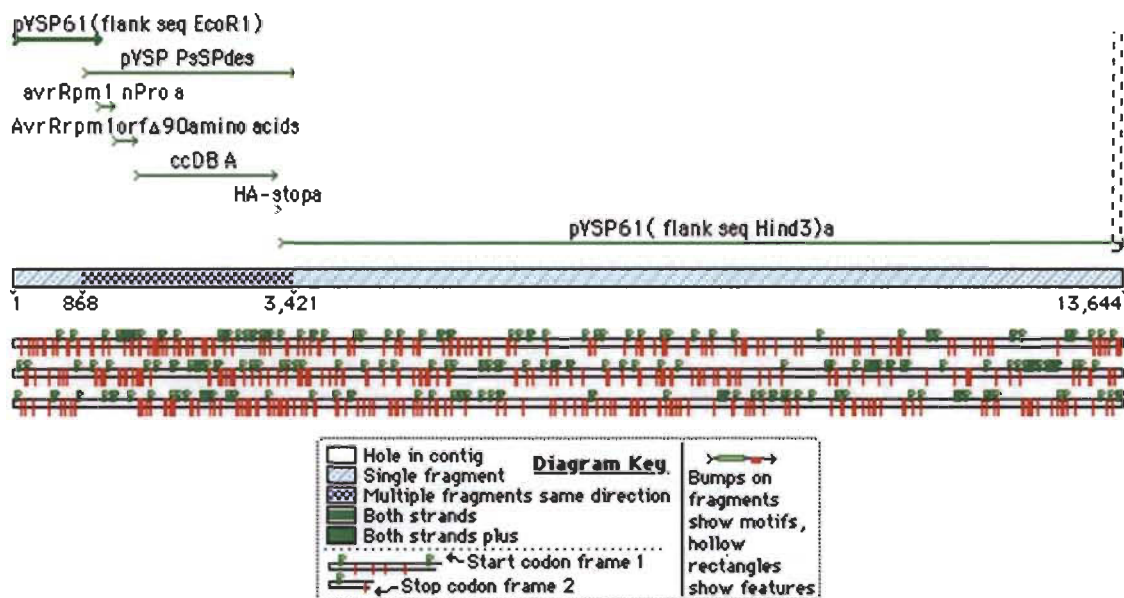 pVSP61(flank seq EcoR1)
pVSP PsSPdes
avrRpm1 nPro a
AvrRrpm1orf∆90amino acids
ccDB A
HA-stopa
pVSP61( flank seq Hind3)a
1 868 3,421 13,644
Hole in contig
Single fragment
Multiple fragments same direction
Both strands
Both strands plus
Start codon frame 1
Stop codon frame 2
Diagram Key
Bumps on
fragments
show motifs,
hollow
rectangles
show features